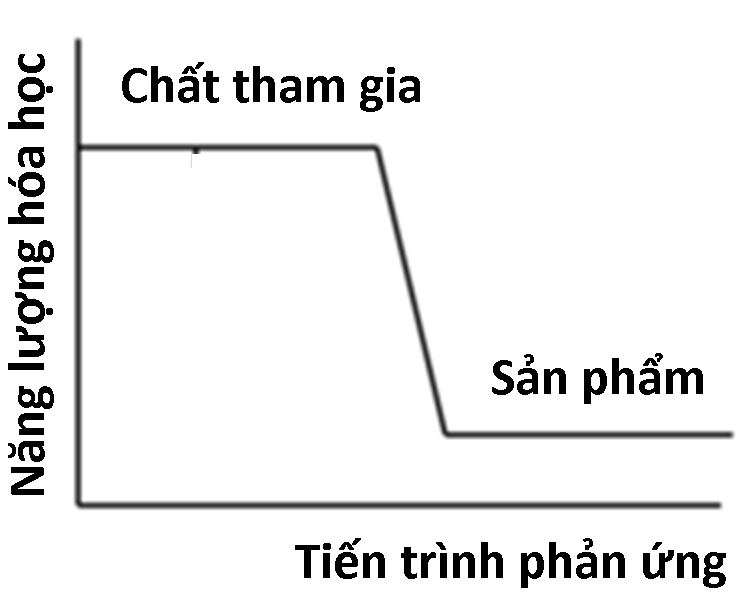 Chất tham gia
Năng lượng hóa học
Sản phẩm
Tiến trình phản ứng